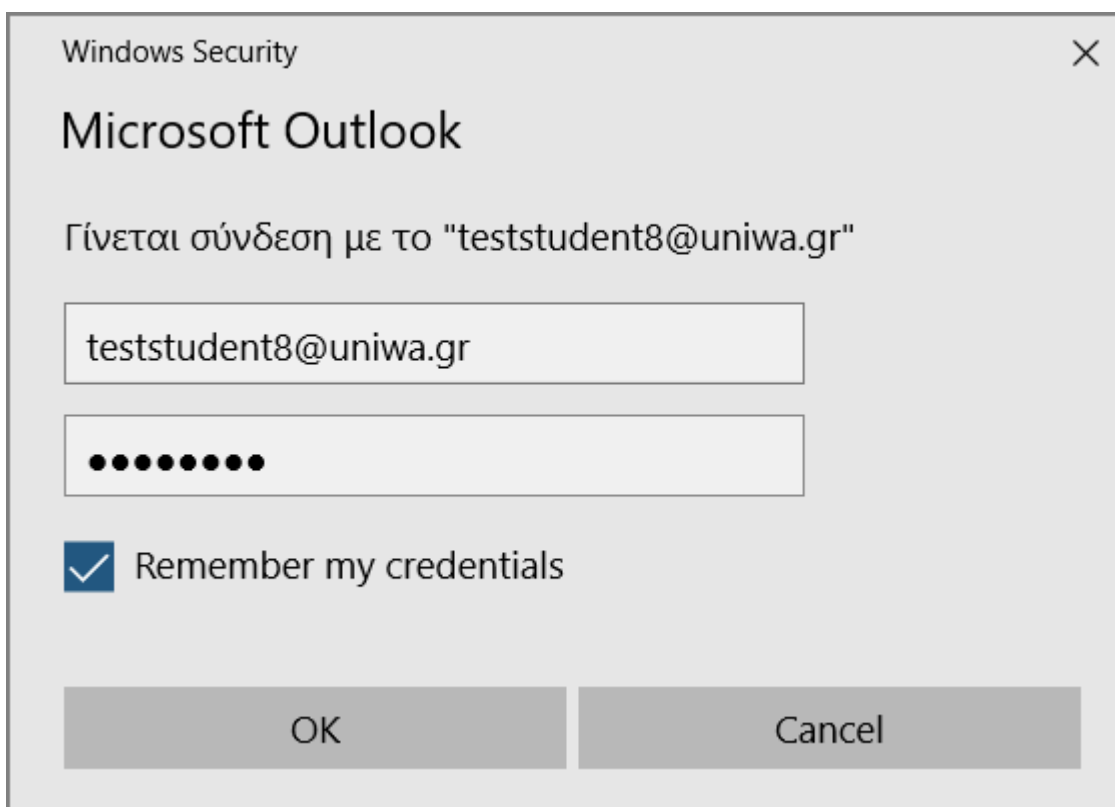 Windows Security
Microsoft Outlook
Γίνεται σύνδεση με το "teststudent8@uniwa.gr"
teststudent8@uniwa.gr
●●●●●●●●
Remember my credentials
OK
Cancel